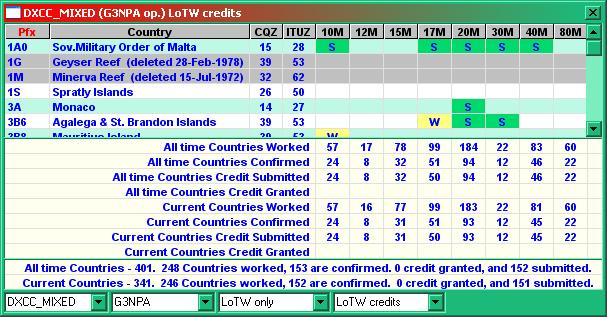 DXCC_MIXED (G3NPA op.) LoTW credits
Pfx Country CQZ ITUZ 10M 12M 15M 17M 20M 30M 40M 80M
1A0 Sov.Military Order of Malta 15 28 S S S S S
1G Geyser Reef (deleted 28-Feb-1978) 39 53
1M Minerva Reef (deleted 15-Jul-1972) 32 62
1S Spratly Islands 26 50
3A Monaco 14 27 S
3B6 Agalega & St. Brandon Islands 39 53 W S S
3B8 Mauritius Island 39 53 W
All time Countries Worked 57 16 78 99 184 22 83 60
All time Countries Confirmed 24 8 32 51 94 12 46 22
All time Countries Credit Submitted 24 8 32 50 94 12 46 22
All time Countries Credit Granted
Current Countries Worked 57 16 77 99 183 22 81 60
Current Countries Confirmed 24 8 31 51 93 12 45 22
Current Countries Credit Submitted 24 8 31 50 93 12 45 22
Current Countries Credit Granted
All time Countries - 401. 248 Countries worked, 153 are confirmed. 0 credit granted, and 152 submitted.
Current Countries - 341. 246 Countries worked, 152 are confirmed. 0 credit granted, and 151 submitted.
DXCC_MIXED G3NPA LoTW only LoTW credits